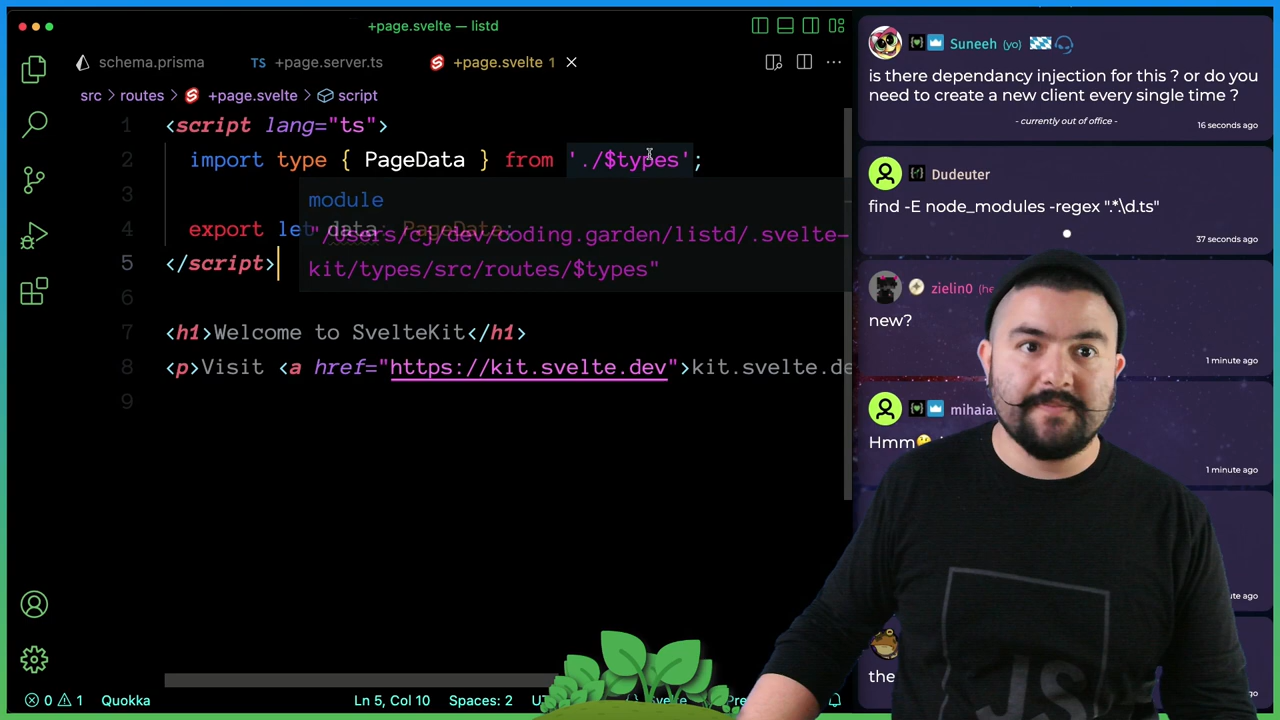 +page.svelte — listd
schema.prisma
TS +page.server.ts
+page.svelte 1
src > routes > +page.svelte > script
1 <script lang="ts">
2 import type { PageData } from './$types';
3
4 export let data: PageData;
5 </script>
6
7 <h1>Welcome to SvelteKit</h1>
8 <p>Visit <a href="https://kit.svelte.dev">kit.svelte.de
9
module
"/Users/cj/dev/coding.garden/listd/.svelte-
kit/types/src/routes/$types"
0 1 Quokka
Ln 5, Col 10
Spaces: 2
Suneeh (yo)
is there dependancy injection for this ? or do you
need to create a new client every single time ?
- currently out of office -
16 seconds ago
Dudeuter
find -E node_modules -regex ".*\d.ts"
37 seconds ago
zielin0
new?
1 minute ago
Hmm
1 minute ago
ute ago
the
JS